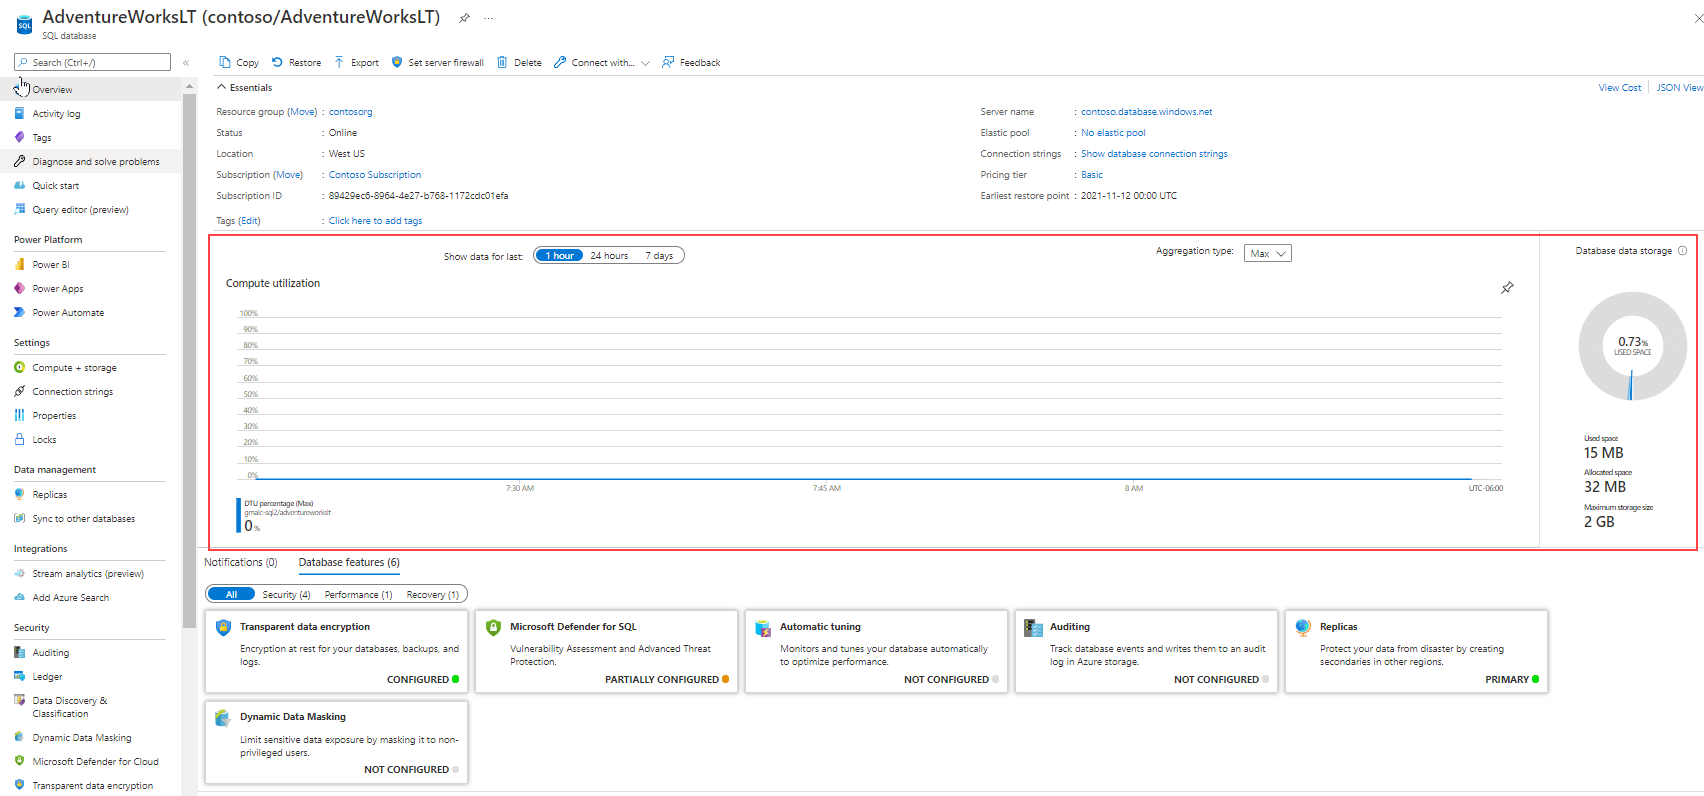 AdventureWorksLT (contoso/AdventureWorksLT)
SQL database
Search (Ctrl+/)
Overview
Activity log
Tags
Diagnose and solve problems
Quick start
Query editor (preview)
Power Platform
Power BI
Power Apps
Power Automate
Settings
Compute + storage
Connection strings
Properties
Locks
Data management
Replicas
Sync to other databases
Integrations
Stream analytics (preview)
Add Azure Search
Security
Auditing
Ledger
Data Discovery &
Classification
Dynamic Data Masking
Microsoft Defender for Cloud
Transparent data encryption
Copy Restore Export Set server firewall Delete Connect with... Feedback
Essentials
View Cost JSON View
Resource group (Move) : contosorg
Status : Online
Location : West US
Subscription (Move) : Contoso Subscription
Subscription ID : 89429ec6-8964-4e27-b768-1172cdc01efa
Tags (Edit) : Click here to add tags
Server name : contoso.database.windows.net
Elastic pool : No elastic pool
Connection strings : Show database connection strings
Pricing tier : Basic
Earliest restore point : 2021-11-12 00:00 UTC
Show data for last: 1 hour 24 hours 7 days
Aggregation type: Max
Compute utilization
100%
90%
80%
70%
60%
50%
40%
30%
20%
10%
0%
7:30 AM 7:45 AM 8 AM UTC-06:00
DTU percentage (Max)
gmalc-sql2/adventureworkslt
0 %
Database data storage
0.73%
USED SPACE
Used space
15 MB
Allocated space
32 MB
Maximum storage size
2 GB
Notifications (0) Database features (6)
All Security (4) Performance (1) Recovery (1)
Transparent data encryption
Encryption at rest for your databases, backups, and
logs.
CONFIGURED
Microsoft Defender for SQL
Vulnerability Assessment and Advanced Threat
Protection.
PARTIALLY CONFIGURED
Automatic tuning
Monitors and tunes your database automatically
to optimize performance.
NOT CONFIGURED
Auditing
Track database events and writes them to an audit
log in Azure storage.
NOT CONFIGURED
Replicas
Protect your data from disaster by creating
secondaries in other regions.
PRIMARY
Dynamic Data Masking
Limit sensitive data exposure by masking it to non-
privileged users.
NOT CONFIGURED